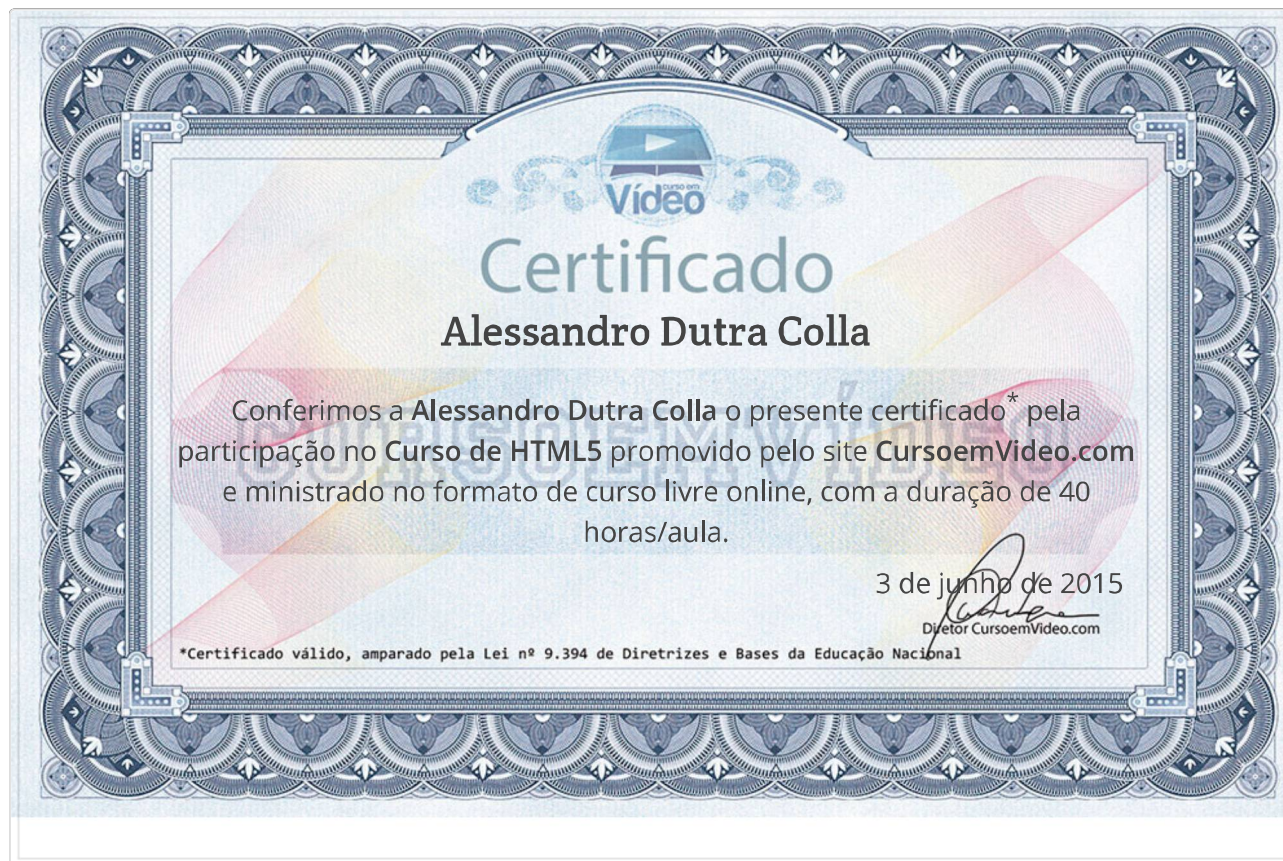 curso em
Vídeo
Certificado
Alessandro Dutra Colla
CURSOEMVÍDEO
Conferimos a Alessandro Dutra Colla o presente certificado* pela
participação no Curso de HTML5 promovido pelo site CursoemVideo.com
e ministrado no formato de curso livre online, com a duração de 40
horas/aula.
3 de junho de 2015
Diretor CursoemVideo.com
*Certificado válido, amparado pela Lei nº 9.394 de Diretrizes e Bases da Educação Nacional